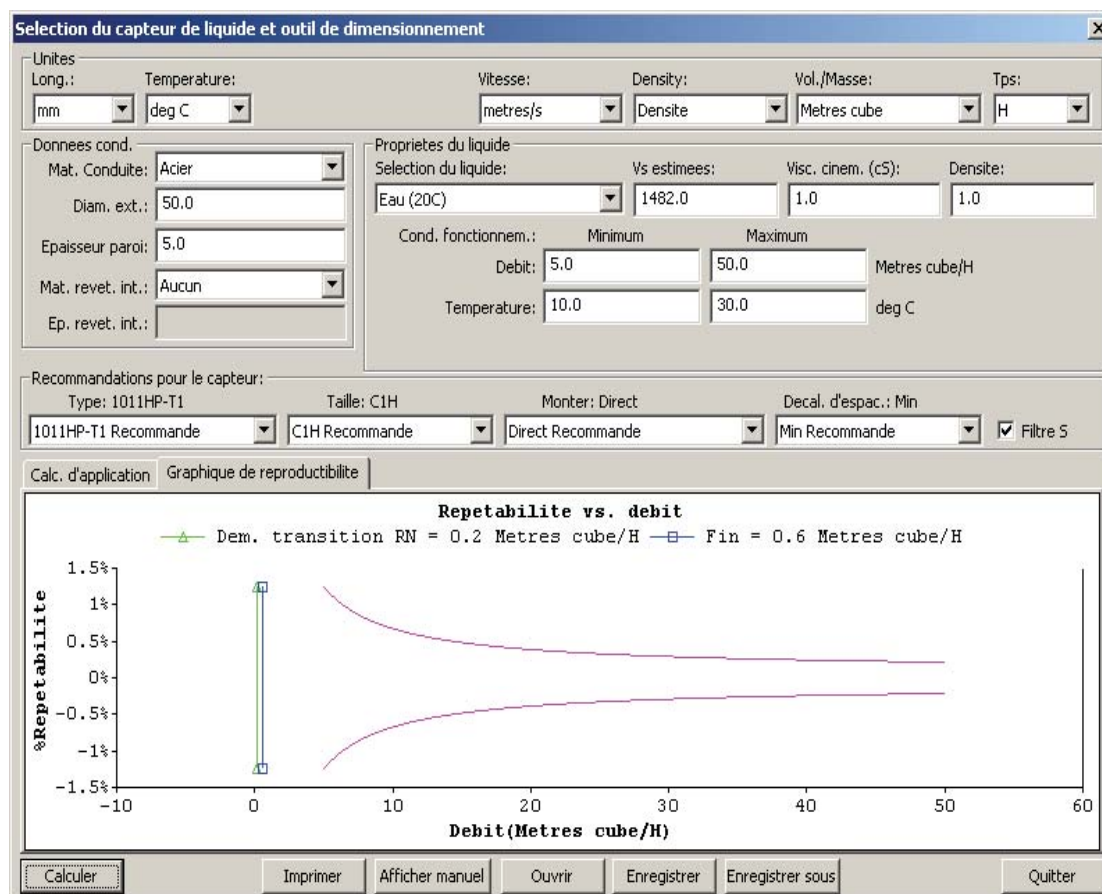 Selection du capteur de liquide et outil de dimensionnement
Unites
Long.: Temperature: Vitesse: Density: Vol./Masse: Tps:
mm deg C metres/s Densite Metres cube H
Donnees cond.
Mat. Conduite: Acier
Diam. ext.: 50.0
Epaisseur paroi: 5.0
Mat. revet. int.: Aucun
Ep. revet. int.:
Proprietes du liquide
Selection du liquide: Vs estimees: Visc. cinem. (cS): Densite:
Eau (20C) 1482.0 1.0 1.0
Cond. fonctionnem.: Minimum Maximum
Debit: 5.0 50.0 Metres cube/H
Temperature: 10.0 30.0 deg C
Recommandations pour le capteur:
Type: 1011HP-T1 Taille: C1H Monter: Direct Decal. d'espac.: Min
1011HP-T1 Recommande C1H Recommande Direct Recommande Min Recommande Filtre S
Calc. d'application Graphique de reproductibilite
Repetabilite vs. debit
Dem. transition RN = 0.2 Metres cube/H Fin = 0.6 Metres cube/H
%Repetabilite
1.5%
1%
0.5%
0%
-0.5%
-1%
-1.5%
-10 0 10 20 30 40 50 60
Debit(Metres cube/H)
Calculer Imprimer Afficher manuel Ouvrir Enregistrer Enregistrer sous Quitter